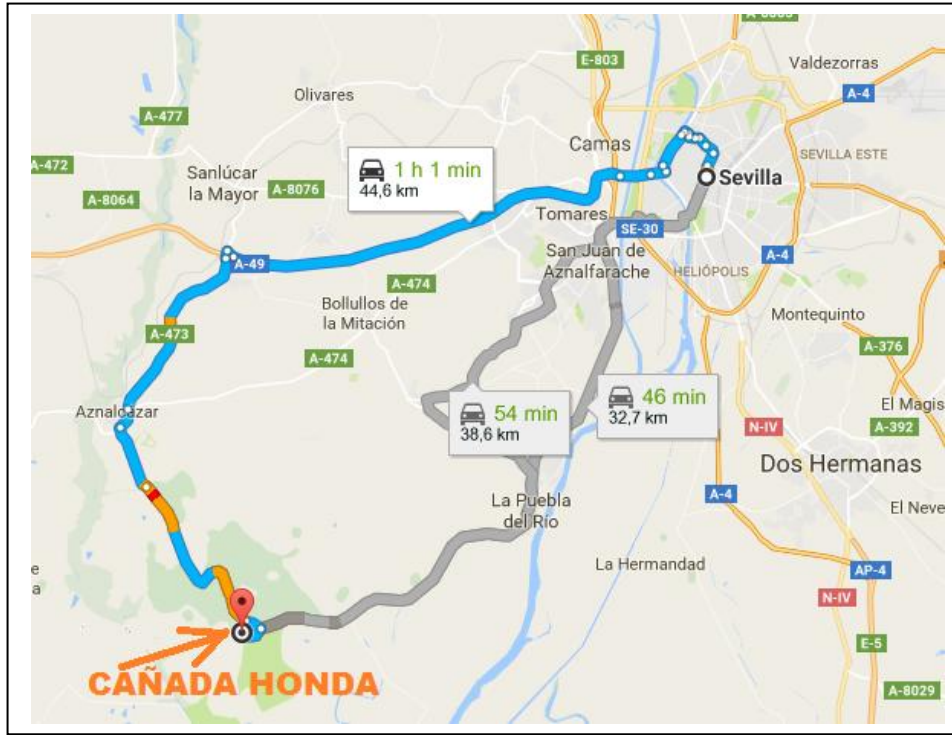 E-803
Valdezorras
A-4
A-477
Olivares
Camas
A-472
Sanlúcar
la Mayor
A-8076
1 h 1 min
44,6 km
SEVILLA ESTE
Sevilla
A-8064
Tomares
SE-30
San Juan de
Aznalfarache
A-4
A-49
A-474
HELIÓPOLIS
Bollullos de
la Mitación
Montequinto
A-473
A-474
A-376
Aznalcázar
54 min
38,6 km
46 min
32,7 km
El Magis
A-392
N-IV
Dos Hermanas
A-4
La Puebla
del Río
El Neve
La Hermandad
AP-4
N-IV
E-5
A-8029
CAÑADA HONDA